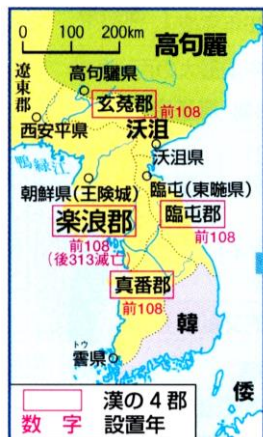 0 100 200km
高句麗
遼東郡
高句驪県
玄菟郡
前108
西安平県
沃沮
沃沮県
鴨緑江
朝鮮県(王険城)
臨屯(東暆県)
楽浪郡
前108
(後313滅亡)
臨屯郡
前108
真番郡
前108
韓
トウ
霅県
倭
漢の4郡
数字 設置年